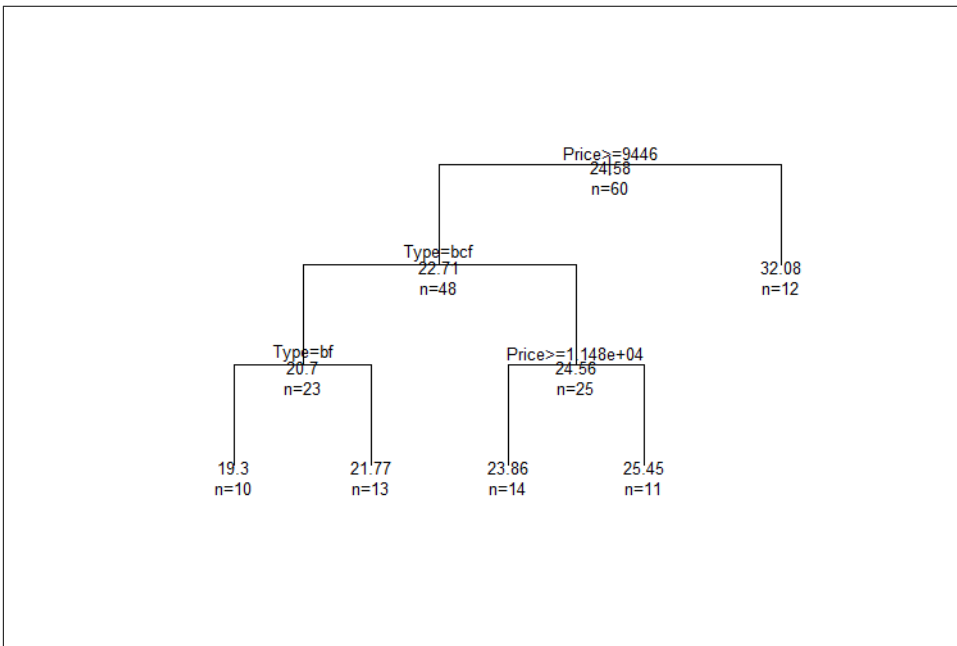 Price>=9446
24.58
n=60
Type=bcf
22.71
n=48
32.08
n=12
Type=bf
20.7
n=23
Price>=1.148e+04
24.56
n=25
19.3
n=10
21.77
n=13
23.86
n=14
25.45
n=11